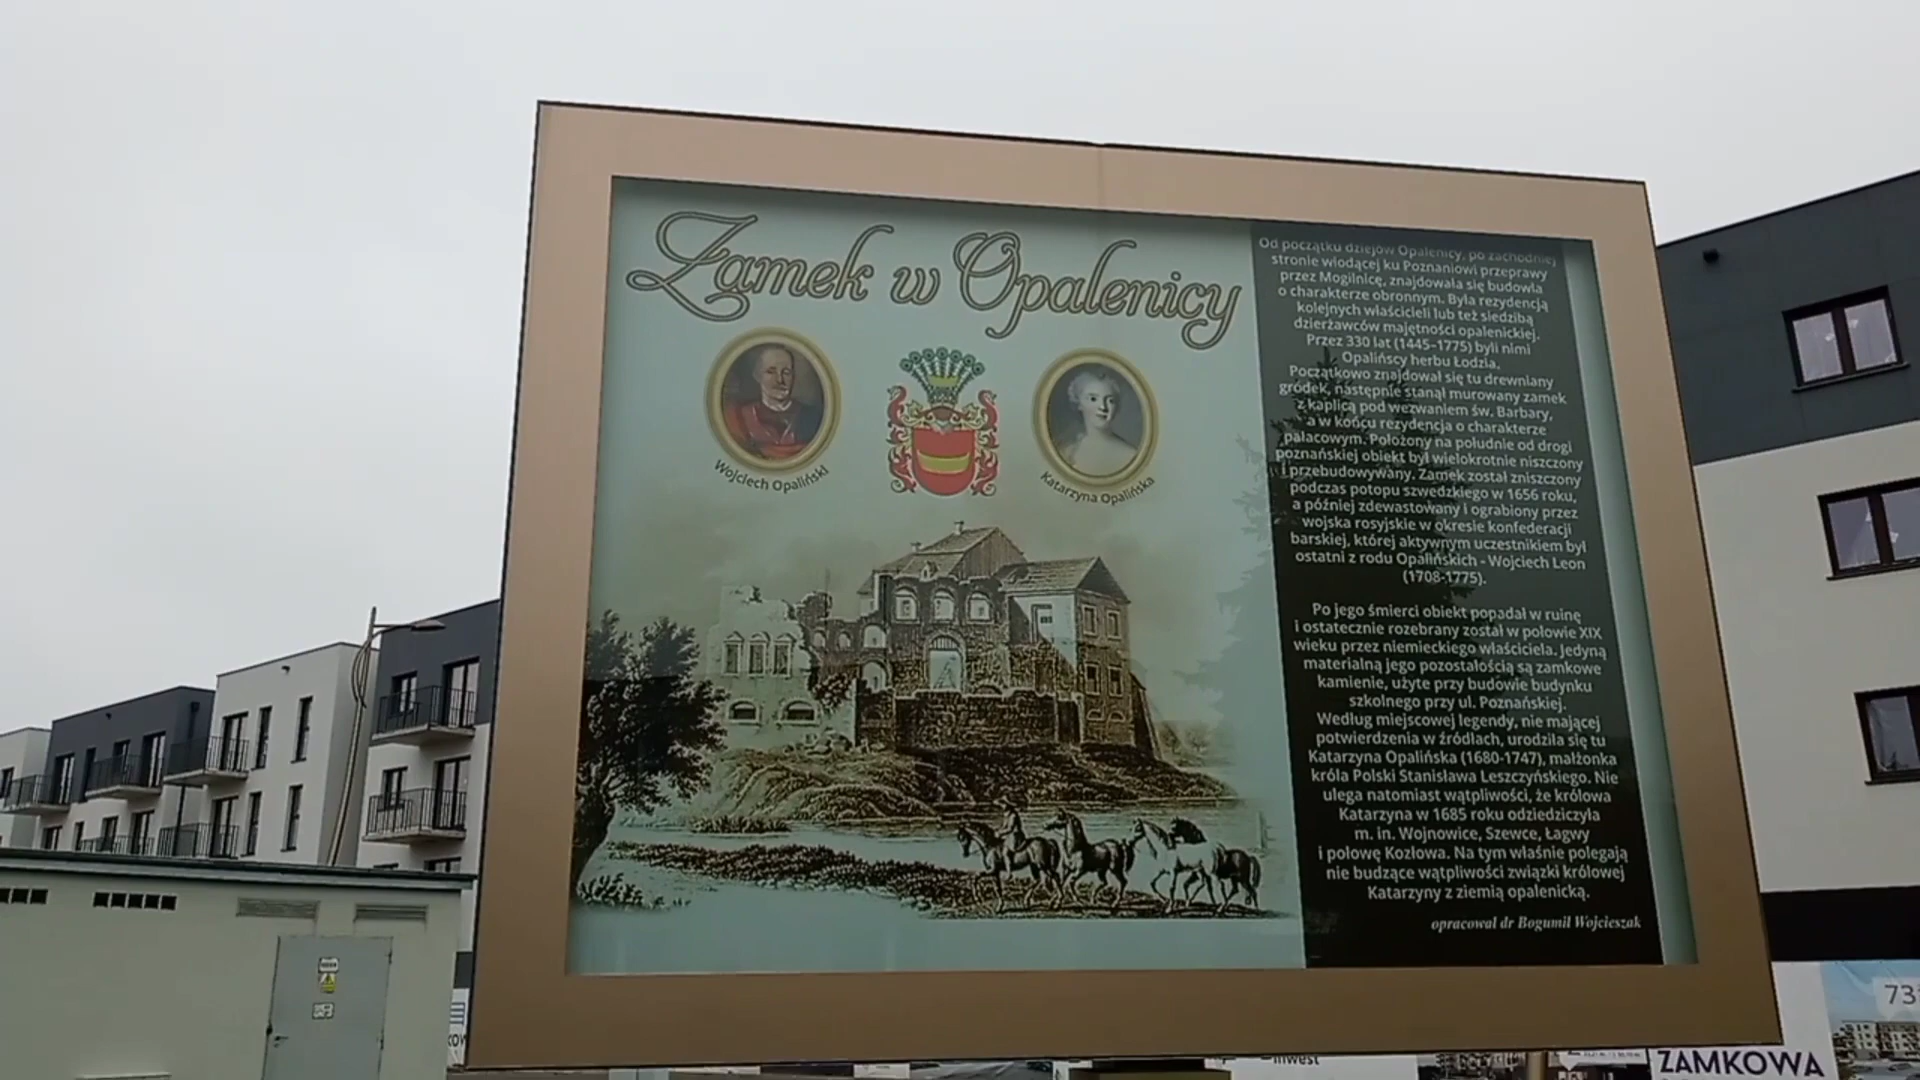 Zamek w Opalenicy
Wojciech Opaliński
Katarzyna Opalińska
Od początku dziejów Opalenicy, po zachodniej
stronie wiodącej ku Poznaniowi przeprawy
przez Mogilnicę, znajdowała się budowla
o charakterze obronnym. Była rezydencją
kolejnych właścicieli lub też siedzibą
dzierżawców majętności opalenickiej.
Przez 330 lat (1445-1775) byli nimi
Opalińscy herbu Łodzia.
Początkowo znajdował się tu drewniany
gródek, następnie stanął murowany zamek
z kaplicą pod wezwaniem św. Barbary,
a w końcu rezydencja o charakterze
pałacowym. Położony na południe od drogi
poznańskiej obiekt był wielokrotnie niszczony
i przebudowywany. Zamek został zniszczony
podczas potopu szwedzkiego w 1656 roku,
a później zdewastowany i ograbiony przez
wojska rosyjskie w okresie konfederacji
barskiej, której aktywnym uczestnikiem był
ostatni z rodu Opalińskich - Wojciech Leon
(1708-1775).
Po jego śmierci obiekt popadał w ruinę
i ostatecznie rozebrany został w połowie XIX
wieku przez niemieckiego właściciela. Jedyną
materialną jego pozostałością są zamkowe
kamienie, użyte przy budowie budynku
szkolnego przy ul. Poznańskiej.
Według miejscowej legendy, nie mającej
potwierdzenia w źródłach, urodziła się tu
Katarzyna Opalińska (1680-1747), małżonka
króla Polski Stanisława Leszczyńskiego. Nie
ulega natomiast wątpliwości, że królowa
Katarzyna w 1685 roku odziedziczyła
m. in. Wojnowice, Szewce, Łagwy
i połowę Kozłowa. Na tym właśnie polegają
nie budzące wątpliwości związki królowej
Katarzyny z ziemią opalenicką.
opracował dr Bogumił Wojcieszak
73
invest
ZAMKOWA